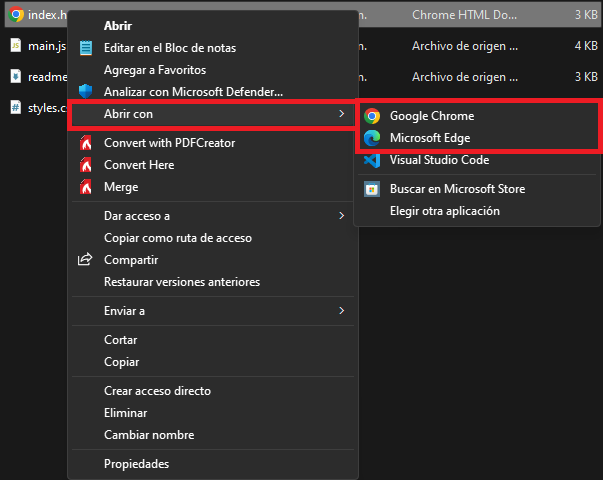 index.h
m. Chrome HTML Do... 3 KB
main.js
m. Archivo de origen ... 4 KB
readme
m. Archivo de origen ... 3 KB
styles.c
Abrir
Editar en el Bloc de notas
Agregar a Favoritos
Analizar con Microsoft Defender...
Abrir con
Convert with PDFCreator
Convert Here
Merge
Dar acceso a
Copiar como ruta de acceso
Compartir
Restaurar versiones anteriores
Enviar a
Cortar
Copiar
Crear acceso directo
Eliminar
Cambiar nombre
Propiedades
Google Chrome
Microsoft Edge
Visual Studio Code
Buscar en Microsoft Store
Elegir otra aplicación